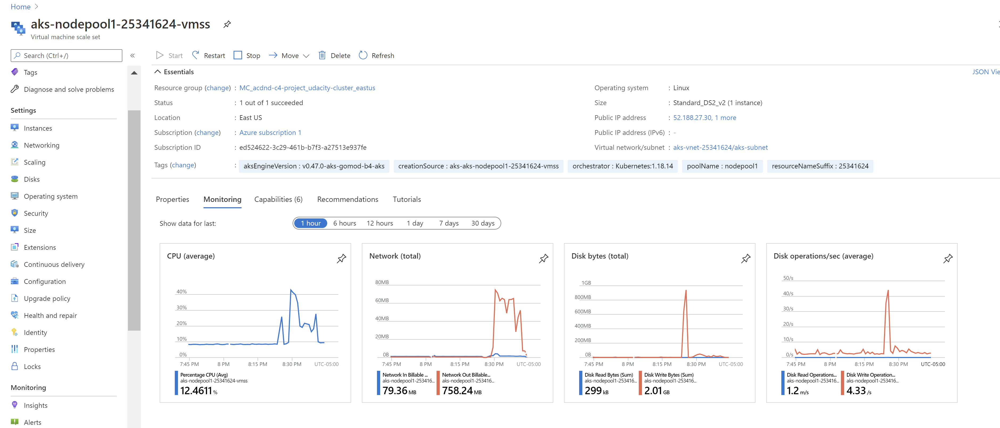 Home
aks-nodepool1-25341624-vmss
Virtual machine scale set
Search (Ctrl+/)
«
Start Restart Stop Move Delete Refresh
Tags
Diagnose and solve problems
Settings
Instances
Networking
Scaling
Disks
Operating system
Security
Size
Extensions
Continuous delivery
Configuration
Upgrade policy
Health and repair
Identity
Properties
Locks
Monitoring
Insights
Alerts
Essentials
JSON Vie
Resource group (change) : MC_acdnd-c4-project_udacity-cluster_eastus
Status : 1 out of 1 succeeded
Location : East US
Subscription (change) : Azure subscription 1
Subscription ID : ed524622-3c29-461b-b7f3-a27513e937fe
Operating system : Linux
Size : Standard_DS2_v2 (1 instance)
Public IP address : 52.188.27.30, 1 more
Public IP address (IPv6) : -
Virtual network/subnet : aks-vnet-25341624/aks-subnet
Tags (change) : aksEngineVersion : v0.47.0-aks-gomod-b4-aks creationSource : aks-aks-nodepool1-25341624-vmss orchestrator : Kubernetes:1.18.14 poolName : nodepool1 resourceNameSuffix : 25341624
Properties Monitoring Capabilities (6) Recommendations Tutorials
Show data for last: 1 hour 6 hours 12 hours 1 day 7 days 30 days
CPU (average)
40%
30%
20%
10%
0%
7:45 PM 8 PM 8:15 PM 8:30 PM UTC-05:00
Percentage CPU (Avg)
aks-nodepool1-25341624-vmss
12.4611 %
Network (total)
80MB
60MB
40MB
20MB
0B
7:45 PM 8 PM 8:15 PM 8:30 PM UTC-05:00
Network In Billable ... Network Out Billable...
aks-nodepool1-253416... aks-nodepool1-253416...
79.36 MB 758.24 MB
Disk bytes (total)
1GB
800MB
600MB
400MB
200MB
0B
7:45 PM 8 PM 8:15 PM 8:30 PM UTC-05:00
Disk Read Bytes (Sum) Disk Write Bytes (Sum)
aks-nodepool1-253416... aks-nodepool1-253416...
299 kB 2.01 GB
Disk operations/sec (average)
50/s
40/s
30/s
20/s
10/s
0/s
7:45 PM 8 PM 8:15 PM 8:30 PM UTC-05:00
Disk Read Operations... Disk Write Operation...
aks-nodepool1-253416... aks-nodepool1-253416...
1.2 m/s 4.33 /s